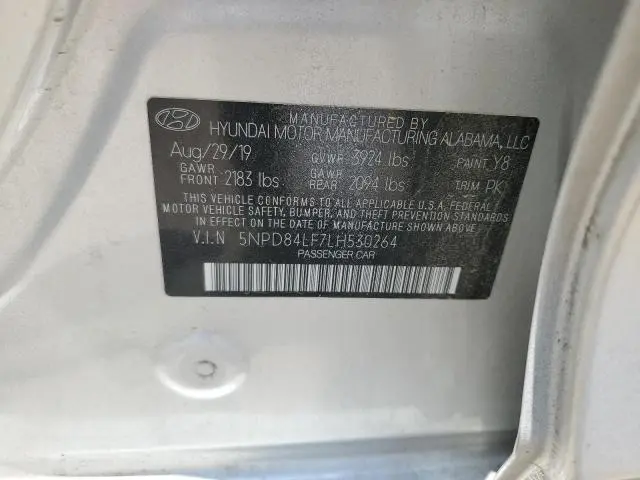 MANUFACTURED BY
HYUNDAI MOTOR MANUFACTURING ALABAMA, LLC
Aug/29/19 GVWR 3924 lbs PAINT Y8
GAWR FRONT 2183 lbs GAWR REAR 2094 lbs TRIM PK
THIS VEHICLE CONFORMS TO ALL APPLICABLE U.S.A. FEDERAL
MOTOR VEHICLE SAFETY, BUMPER, AND THEFT PREVENTION STANDARDS
IN EFFECT ON THE DATE OF MANUFACTURE SHOWN ABOVE.
V.I.N 5NPD84LF7LH530264
PASSENGER CAR